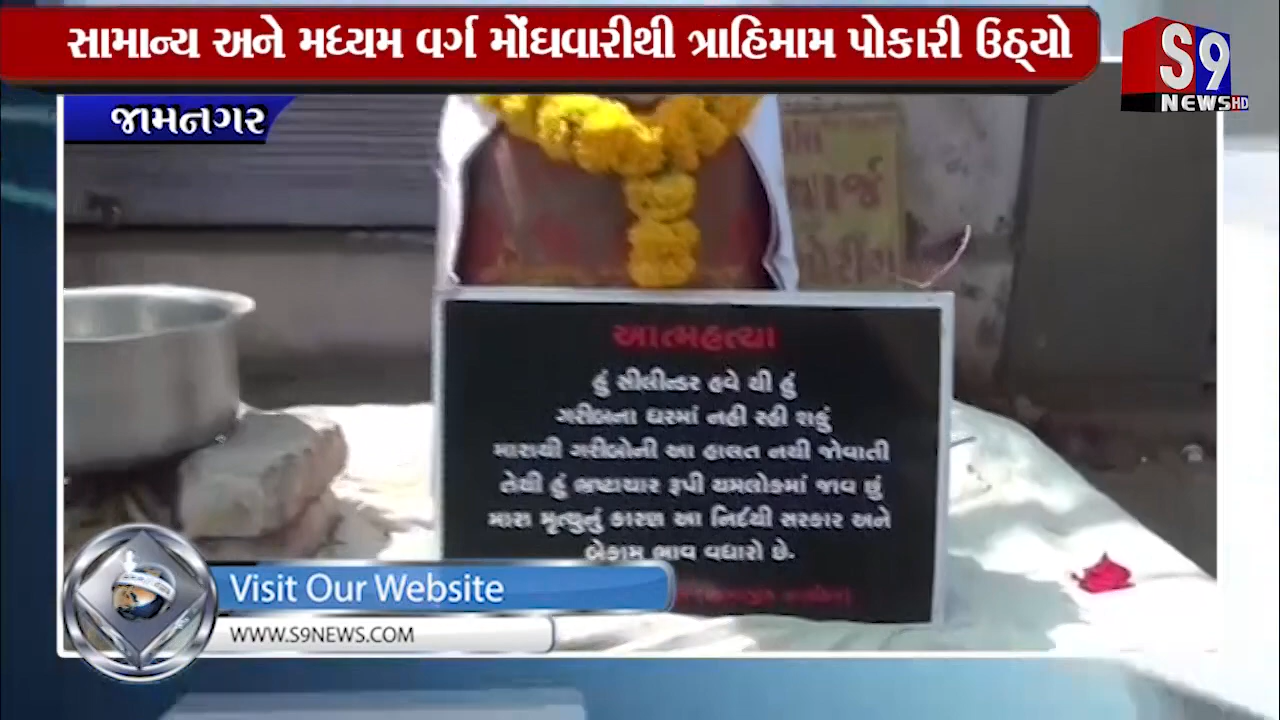 સામાન્ય અને મધ્યમ વર્ગ મોંઘવારીથી ત્રાહિમામ પોકારી ઉઠ્યો
S9
NEWS HD
જામનગર
ચાર્જ
આત્મહત્યા
હું સીલીન્ડર હવે થી હું
ગરીબના ઘરમાં નહી રહી શકું
મારાથી ગરીબોની આ હાલત નથી જોવાતી
તેથી હું ભ્રષ્ટાચાર રૂપી યમલોકમાં જાવ છું
મારા મૃત્યુનું કારણ આ નિર્દયી સરકાર અને
બેફામ ભાવ વધારો છે.
Visit Our Website
WWW.S9NEWS.COM